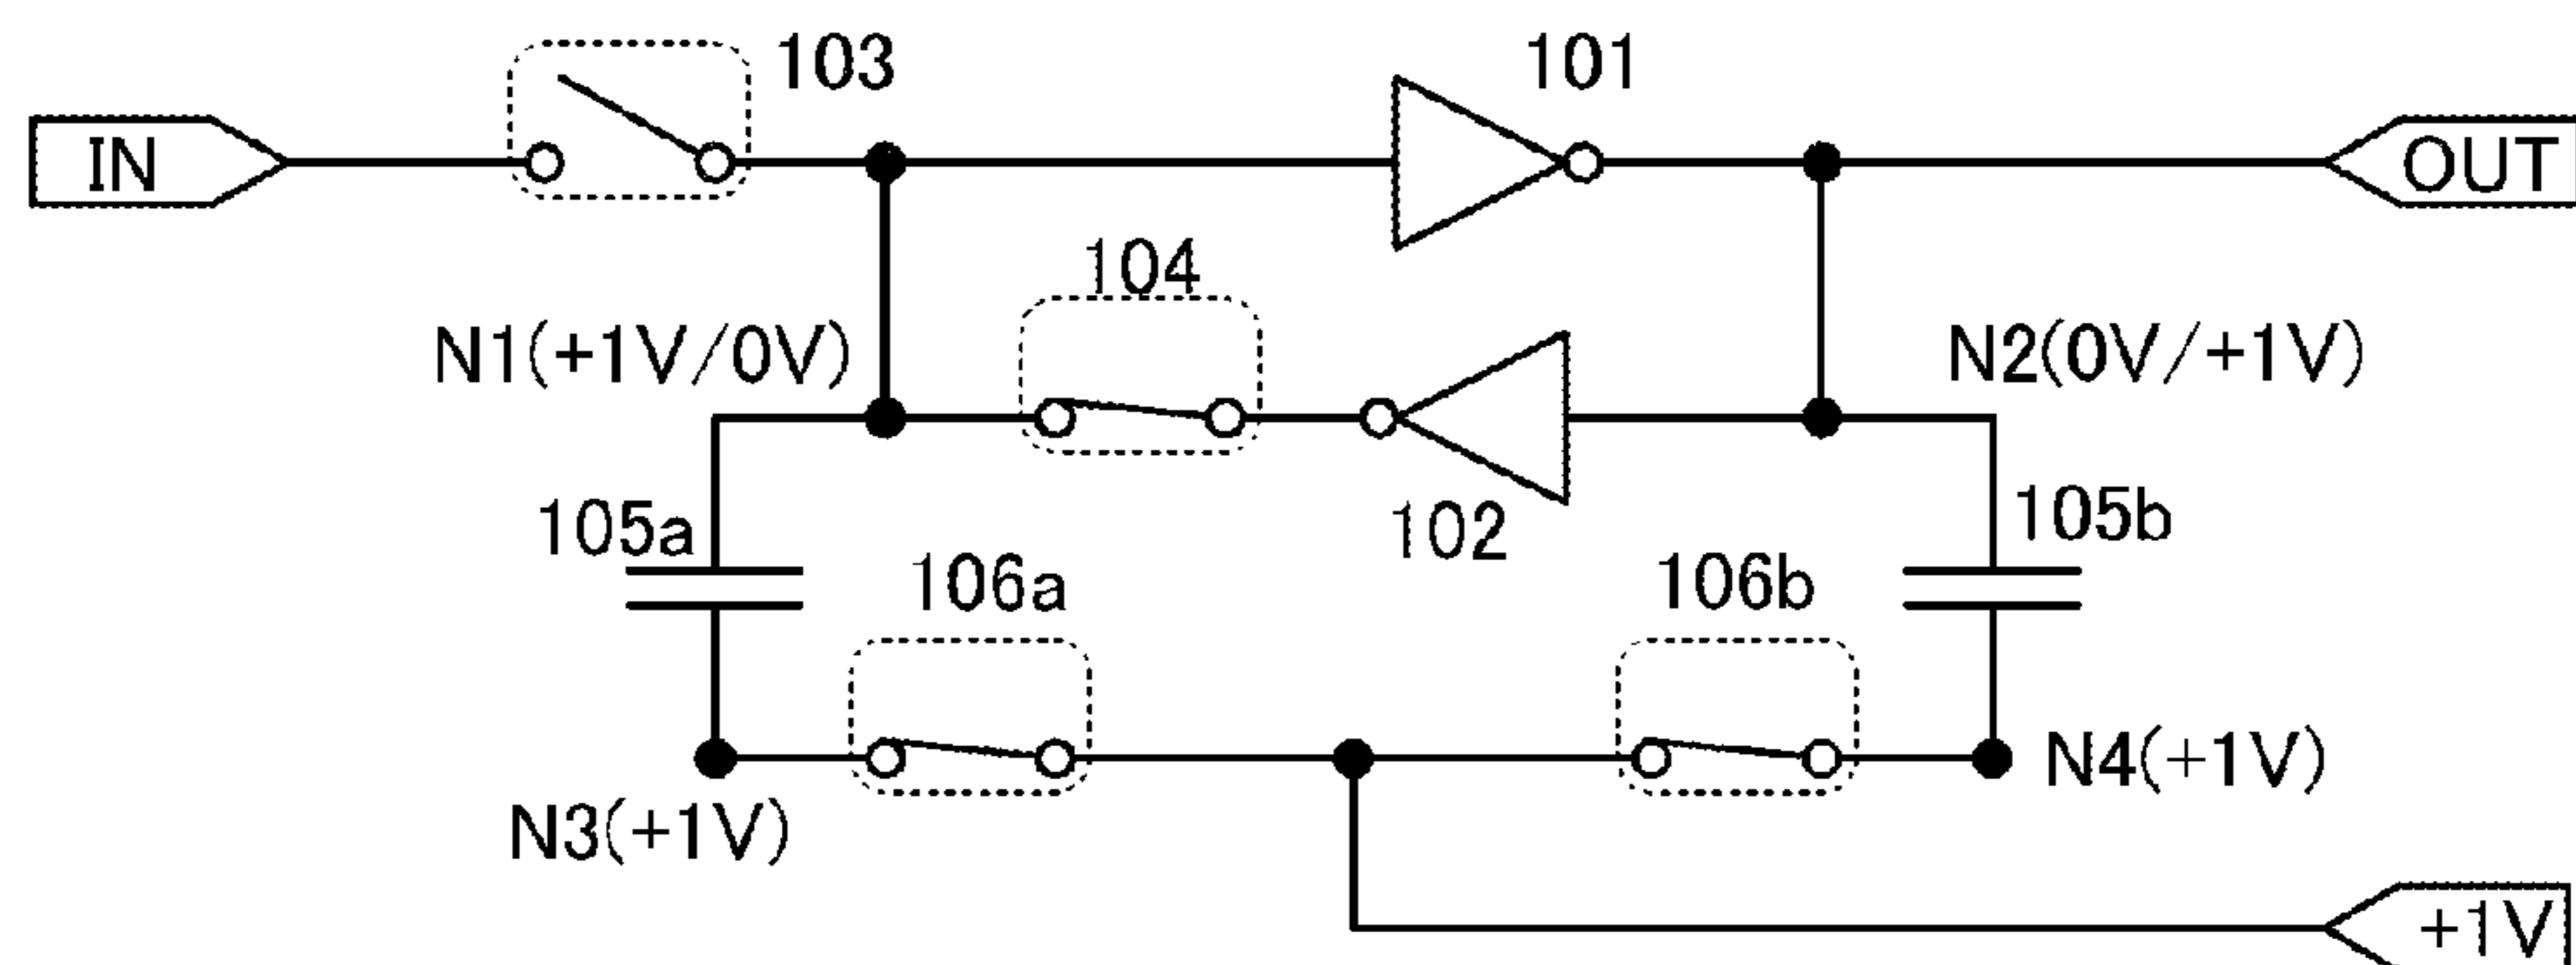 103
101
IN
OUT
104
N1(+1V/0V)
N2(0V/+1V)
105a
102
105b
106a
106b
N3(+1V)
N4(+1V)
+1V